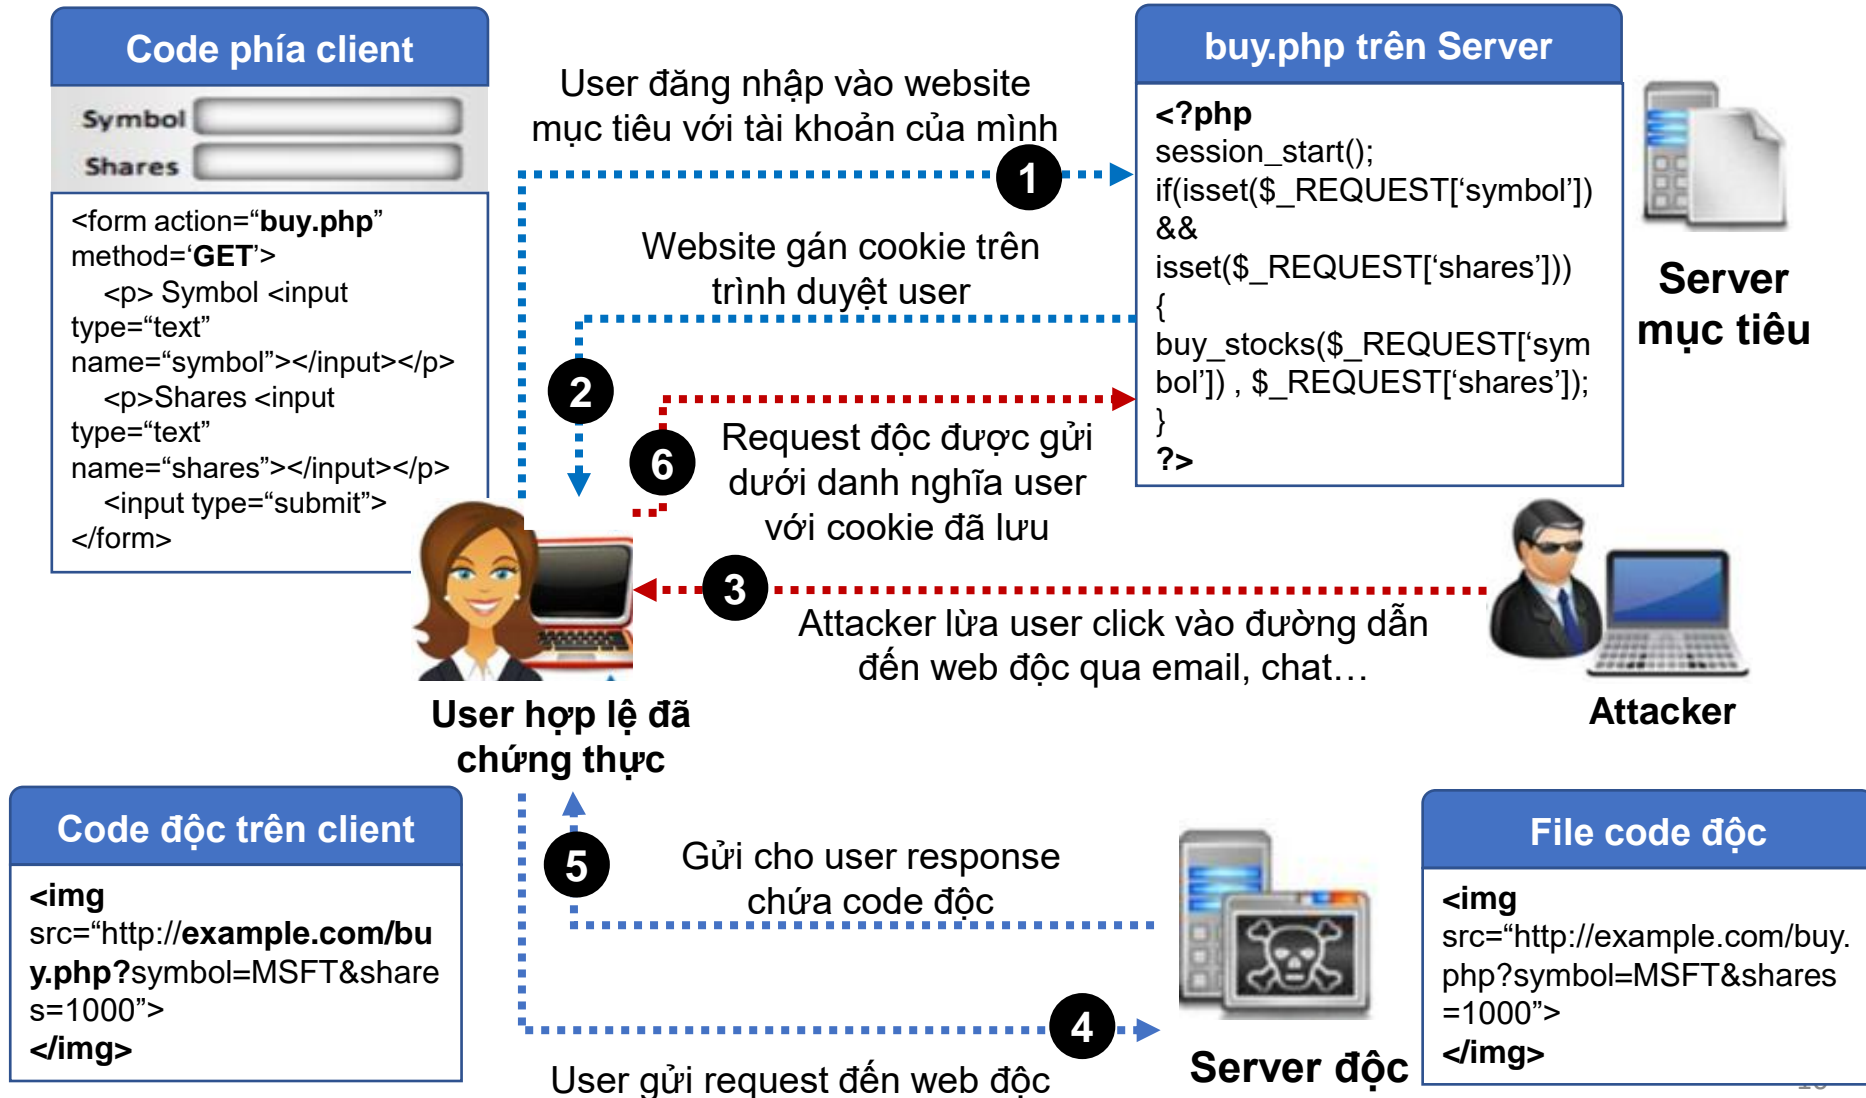 Code phía client
Symbol
Shares
<form action=“buy.php”
method=‘GET’>
<p> Symbol <input
type=“text”
name=“symbol”></input></p>
<p>Shares <input
type=“text”
name=“shares”></input></p>
<input type=“submit”>
</form>
User đăng nhập vào website
mục tiêu với tài khoản của mình
1
Website gán cookie trên
trình duyệt user
2
buy.php trên Server
<?php
session_start();
if(isset($_REQUEST[‘symbol’])
&&
isset($_REQUEST[‘shares’]))
{
buy_stocks($_REQUEST[‘sym
bol’]) , $_REQUEST[‘shares’]);
}
?>
Server
mục tiêu
6
Request độc được gửi
dưới danh nghĩa user
với cookie đã lưu
3
Attacker lừa user click vào đường dẫn
đến web độc qua email, chat…
Attacker
User hợp lệ đã
chứng thực
Code độc trên client
<img
src=“http://example.com/bu
y.php?symbol=MSFT&share
s=1000”>
</img>
5
Gửi cho user response
chứa code độc
4
User gửi request đến web độc
Server độc
File code độc
<img
src=“http://example.com/buy.
php?symbol=MSFT&shares
=1000”>
</img>